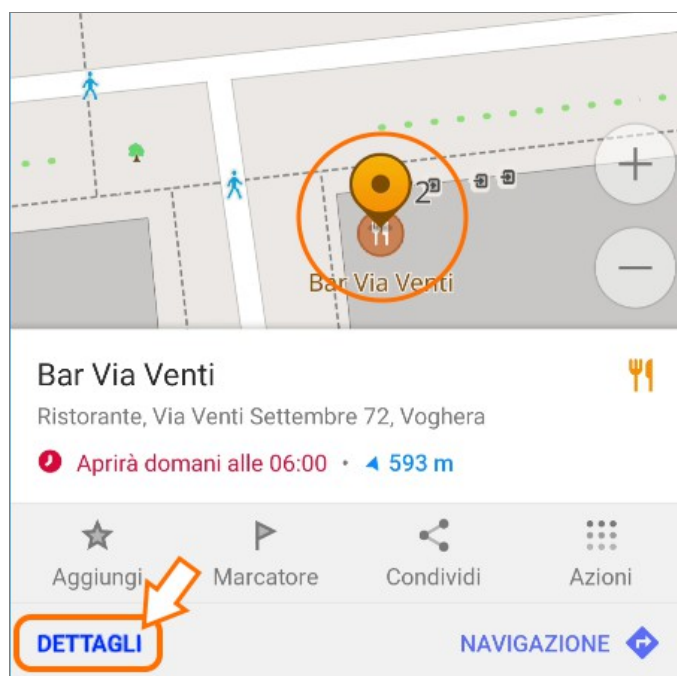 2
Bar Via Venti
Bar Via Venti
Ristorante, Via Venti Settembre 72, Voghera
Aprirà domani alle 06:00 • 593 m
Aggiungi
Marcatore
Condividi
Azioni
DETTAGLI
NAVIGAZIONE